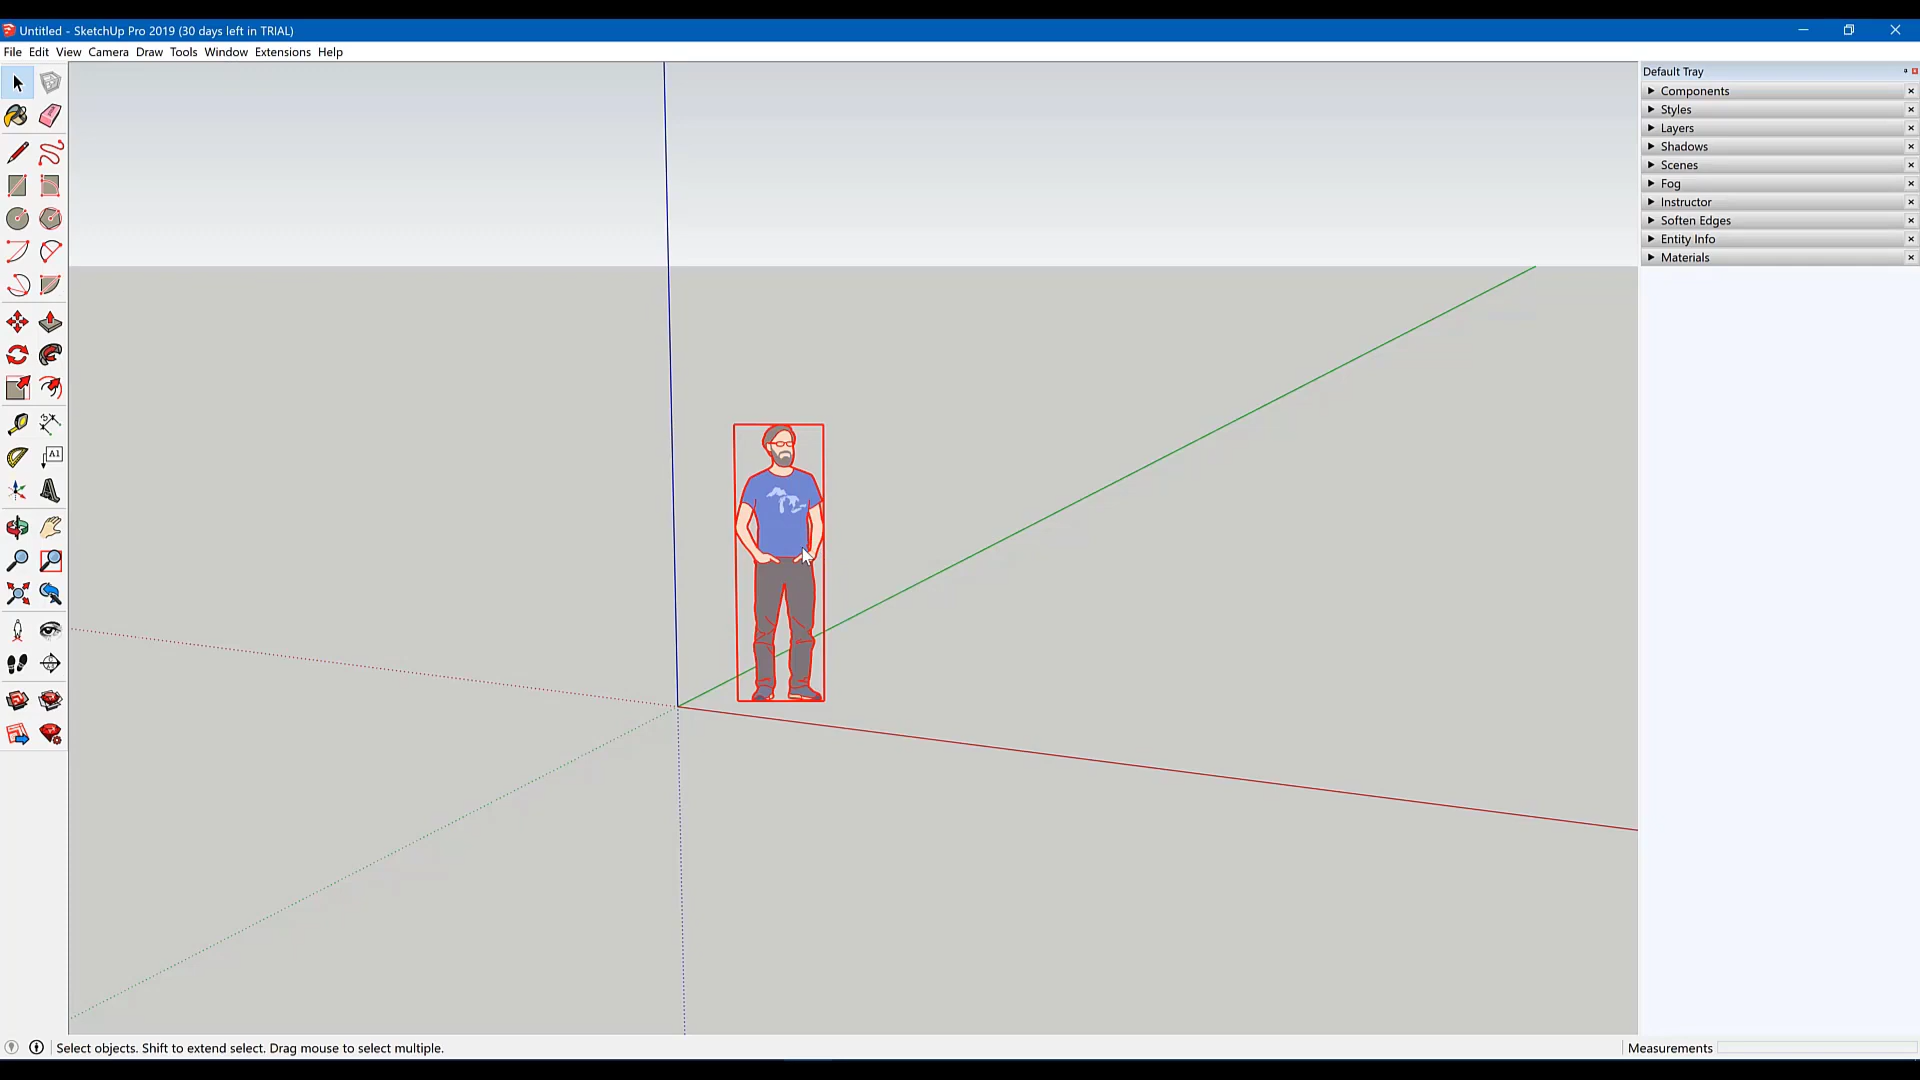 Untitled - SketchUp Pro 2019 (30 days left in TRIAL)
File Edit View Camera Draw Tools Window Extensions Help
Default Tray
Components
Styles
Layers
Shadows
Scenes
Fog
Instructor
Soften Edges
Entity Info
Materials
A1
Select objects. Shift to extend select. Drag mouse to select multiple.
Measurements